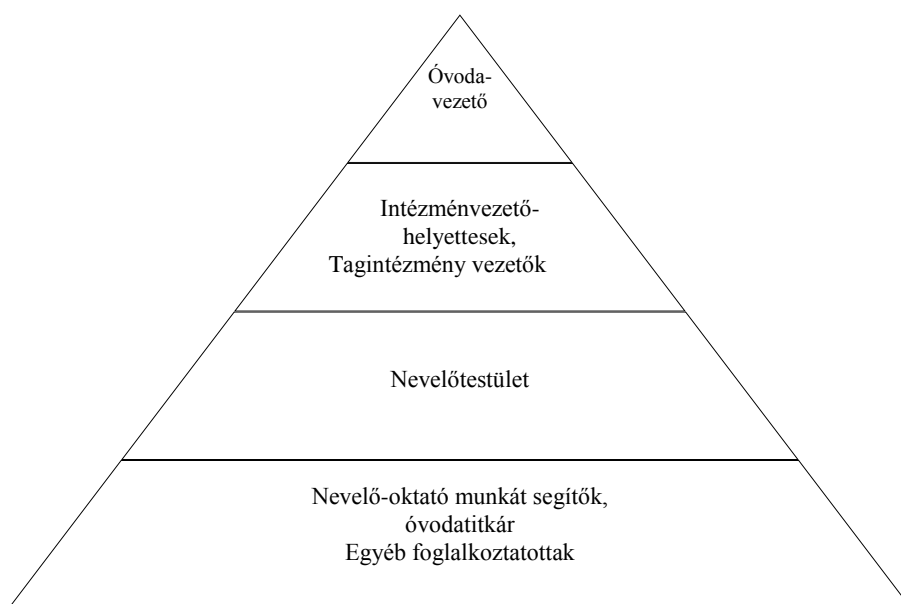 Óvoda-
vezető
Intézményvezető-
helyettesek,
Tagintézmény vezetők
Nevelőtestület
Nevelő-oktató munkát segítők,
óvodatitkár
Egyéb foglalkoztatottak